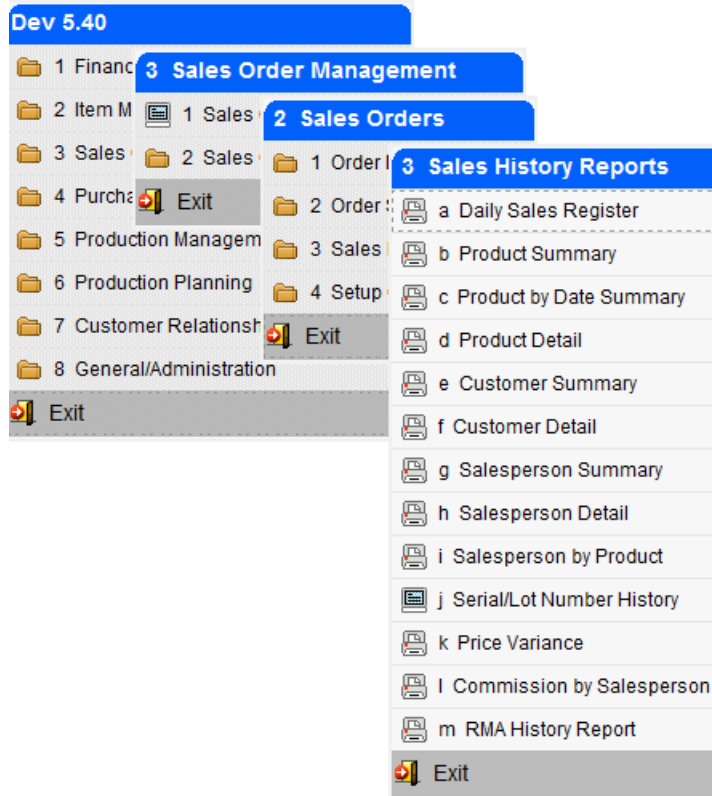 Dev 5.40
1 Financ
2 Item M
3 Sales
4 Purcha
5 Production Managem
6 Production Planning
7 Customer Relationsh
8 General/Administration
Exit
3 Sales Order Management
1 Sales
2 Sales
Exit
2 Sales Orders
1 Order
2 Order
3 Sales
4 Setup
Exit
3 Sales History Reports
a Daily Sales Register
b Product Summary
c Product by Date Summary
d Product Detail
e Customer Summary
f Customer Detail
g Salesperson Summary
h Salesperson Detail
i Salesperson by Product
j Serial/Lot Number History
k Price Variance
l Commission by Salesperson
m RMA History Report
Exit